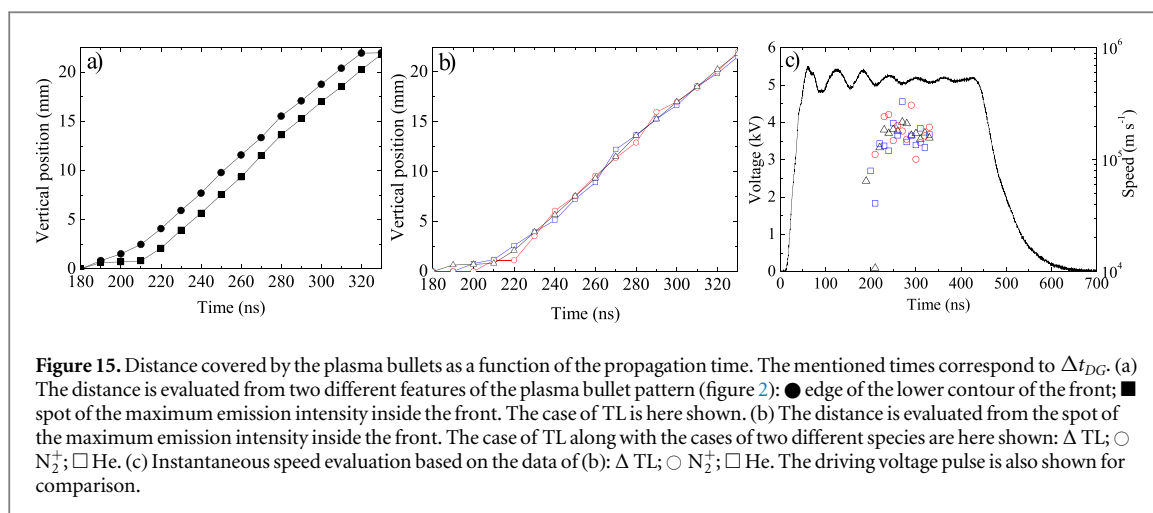 a)
b)
c)
20
15
10
5
0
Vertical position (mm)
180 200 220 240 260 280 300 320
Time (ns)
20
15
10
5
0
Vertical position (mm)
180 200 220 240 260 280 300 320
Time (ns)
6
5
4
3
2
1
0
Voltage (kV)
0 100 200 300 400 500 600 700
Time (ns)
10^6
10^5
10^4
Speed (m s^-1)
Figure 15. Distance covered by the plasma bullets as a function of the propagation time. The mentioned times correspond to Δt_DG. (a)
The distance is evaluated from two different features of the plasma bullet pattern (figure 2): ● edge of the lower contour of the front; ■
spot of the maximum emission intensity inside the front. The case of TL is here shown. (b) The distance is evaluated from the spot of
the maximum emission intensity inside the front. The case of TL along with the cases of two different species are here shown: Δ TL; ○
N₂⁺; □ He. (c) Instantaneous speed evaluation based on the data of (b): Δ TL; ○ N₂⁺; □ He. The driving voltage pulse is also shown for
comparison.